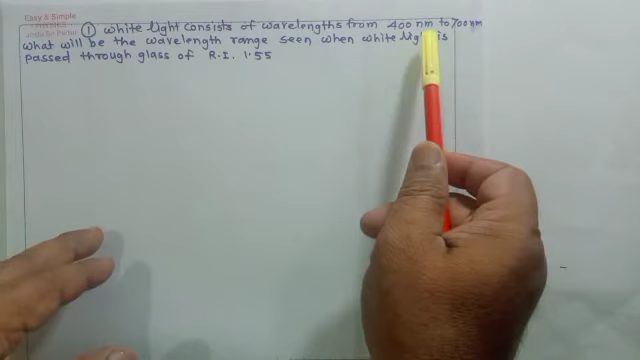 Easy & Simple
① White light consists of wavelengths from 400 nm to 700 nm
what will be the wavelength range seen when white light is
passed through glass of R.I. 1.55